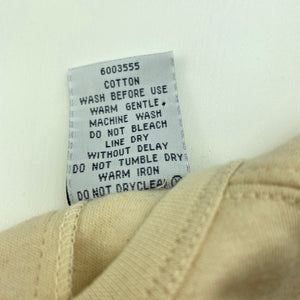 6003555
COTTON
WASH BEFORE USE
WARM GENTLE,
MACHINE WASH
DO NOT BLEACH
LINE DRY
WITHOUT DELAY
DO NOT TUMBLE DRY
WARM IRON
DO NOT DRYCLEAN